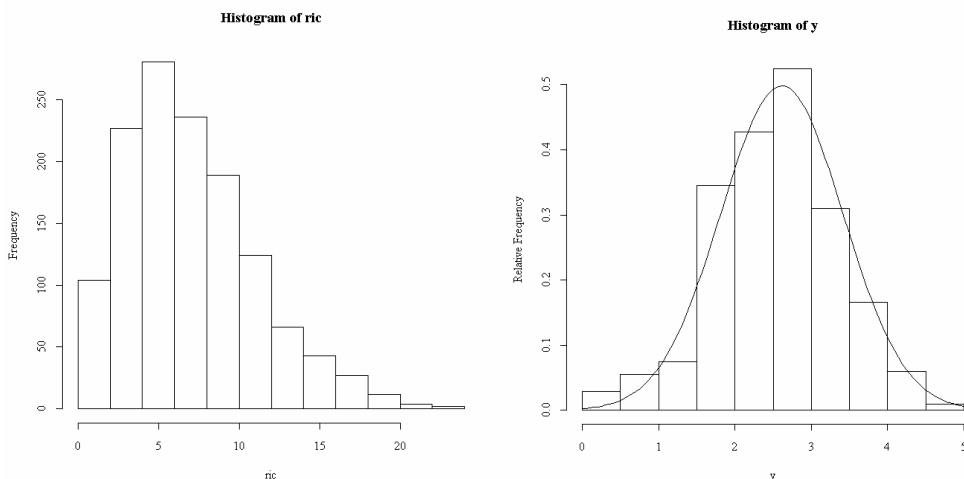 Histogram of ric
Frequency
0
50
100
150
200
250
0 5 10 15 20
ric
Histogram of y
Relative Frequency
0.0
0.1
0.2
0.3
0.4
0.5
0 1 2 3 4 5
y